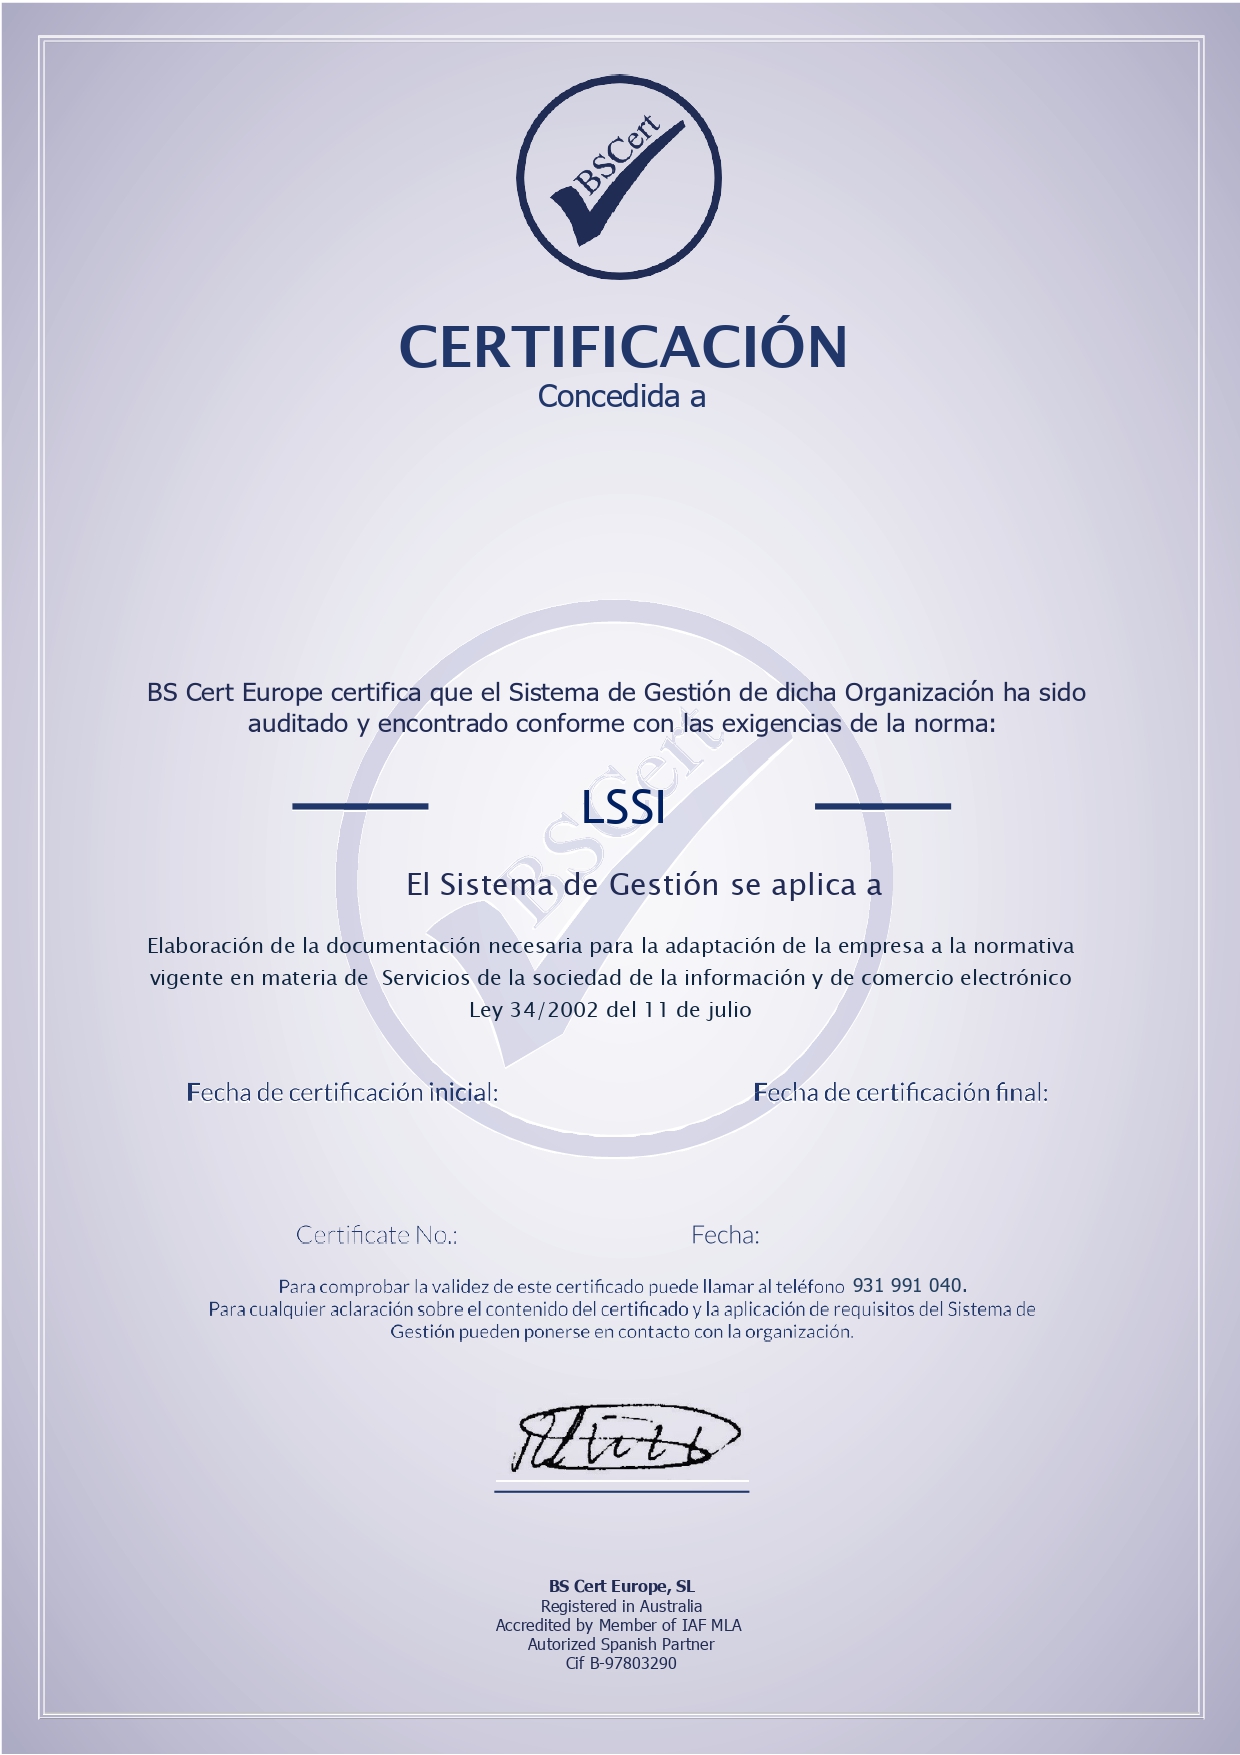 BSCert
CERTIFICACIÓN
Concedida a
BS Cert Europe certifica que el Sistema de Gestión de dicha Organización ha sido
auditado y encontrado conforme con las exigencias de la norma:
BSCert
LSSI
El Sistema de Gestión se aplica a
Elaboración de la documentación necesaria para la adaptación de la empresa a la normativa
vigente en materia de Servicios de la sociedad de la información y de comercio electrónico
Ley 34/2002 del 11 de julio
Fecha de certificación inicial: Fecha de certificación final:
Certificate No.: Fecha:
Para comprobar la validez de este certificado puede llamar al teléfono 931 991 040.
Para cualquier aclaración sobre el contenido del certificado y la aplicación de requisitos del Sistema de
Gestión pueden ponerse en contacto con la organización.
BS Cert Europe, SL
Registered in Australia
Accredited by Member of IAF MLA
Autorized Spanish Partner
Cif B-97803290